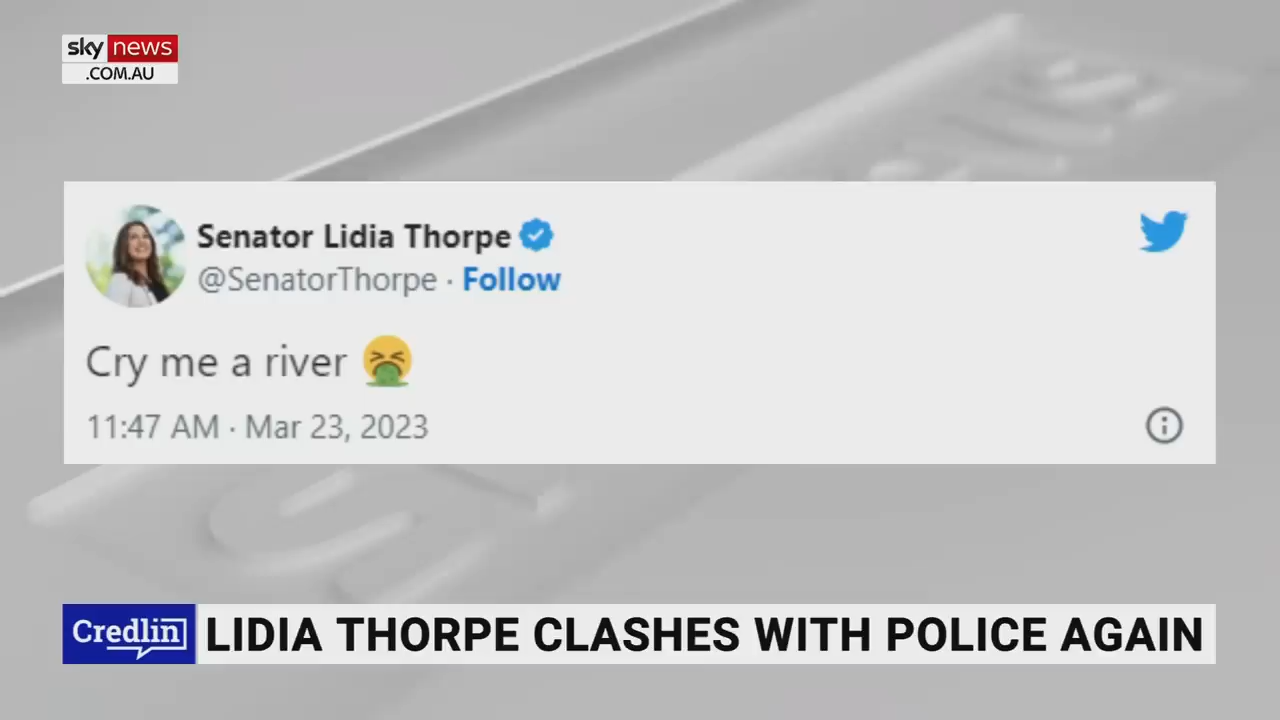 sky news
.COM.AU
Senator Lidia Thorpe
@SenatorThorpe · Follow
Cry me a river 🤮
11:47 AM · Mar 23, 2023
Credlin
LIDIA THORPE CLASHES WITH POLICE AGAIN